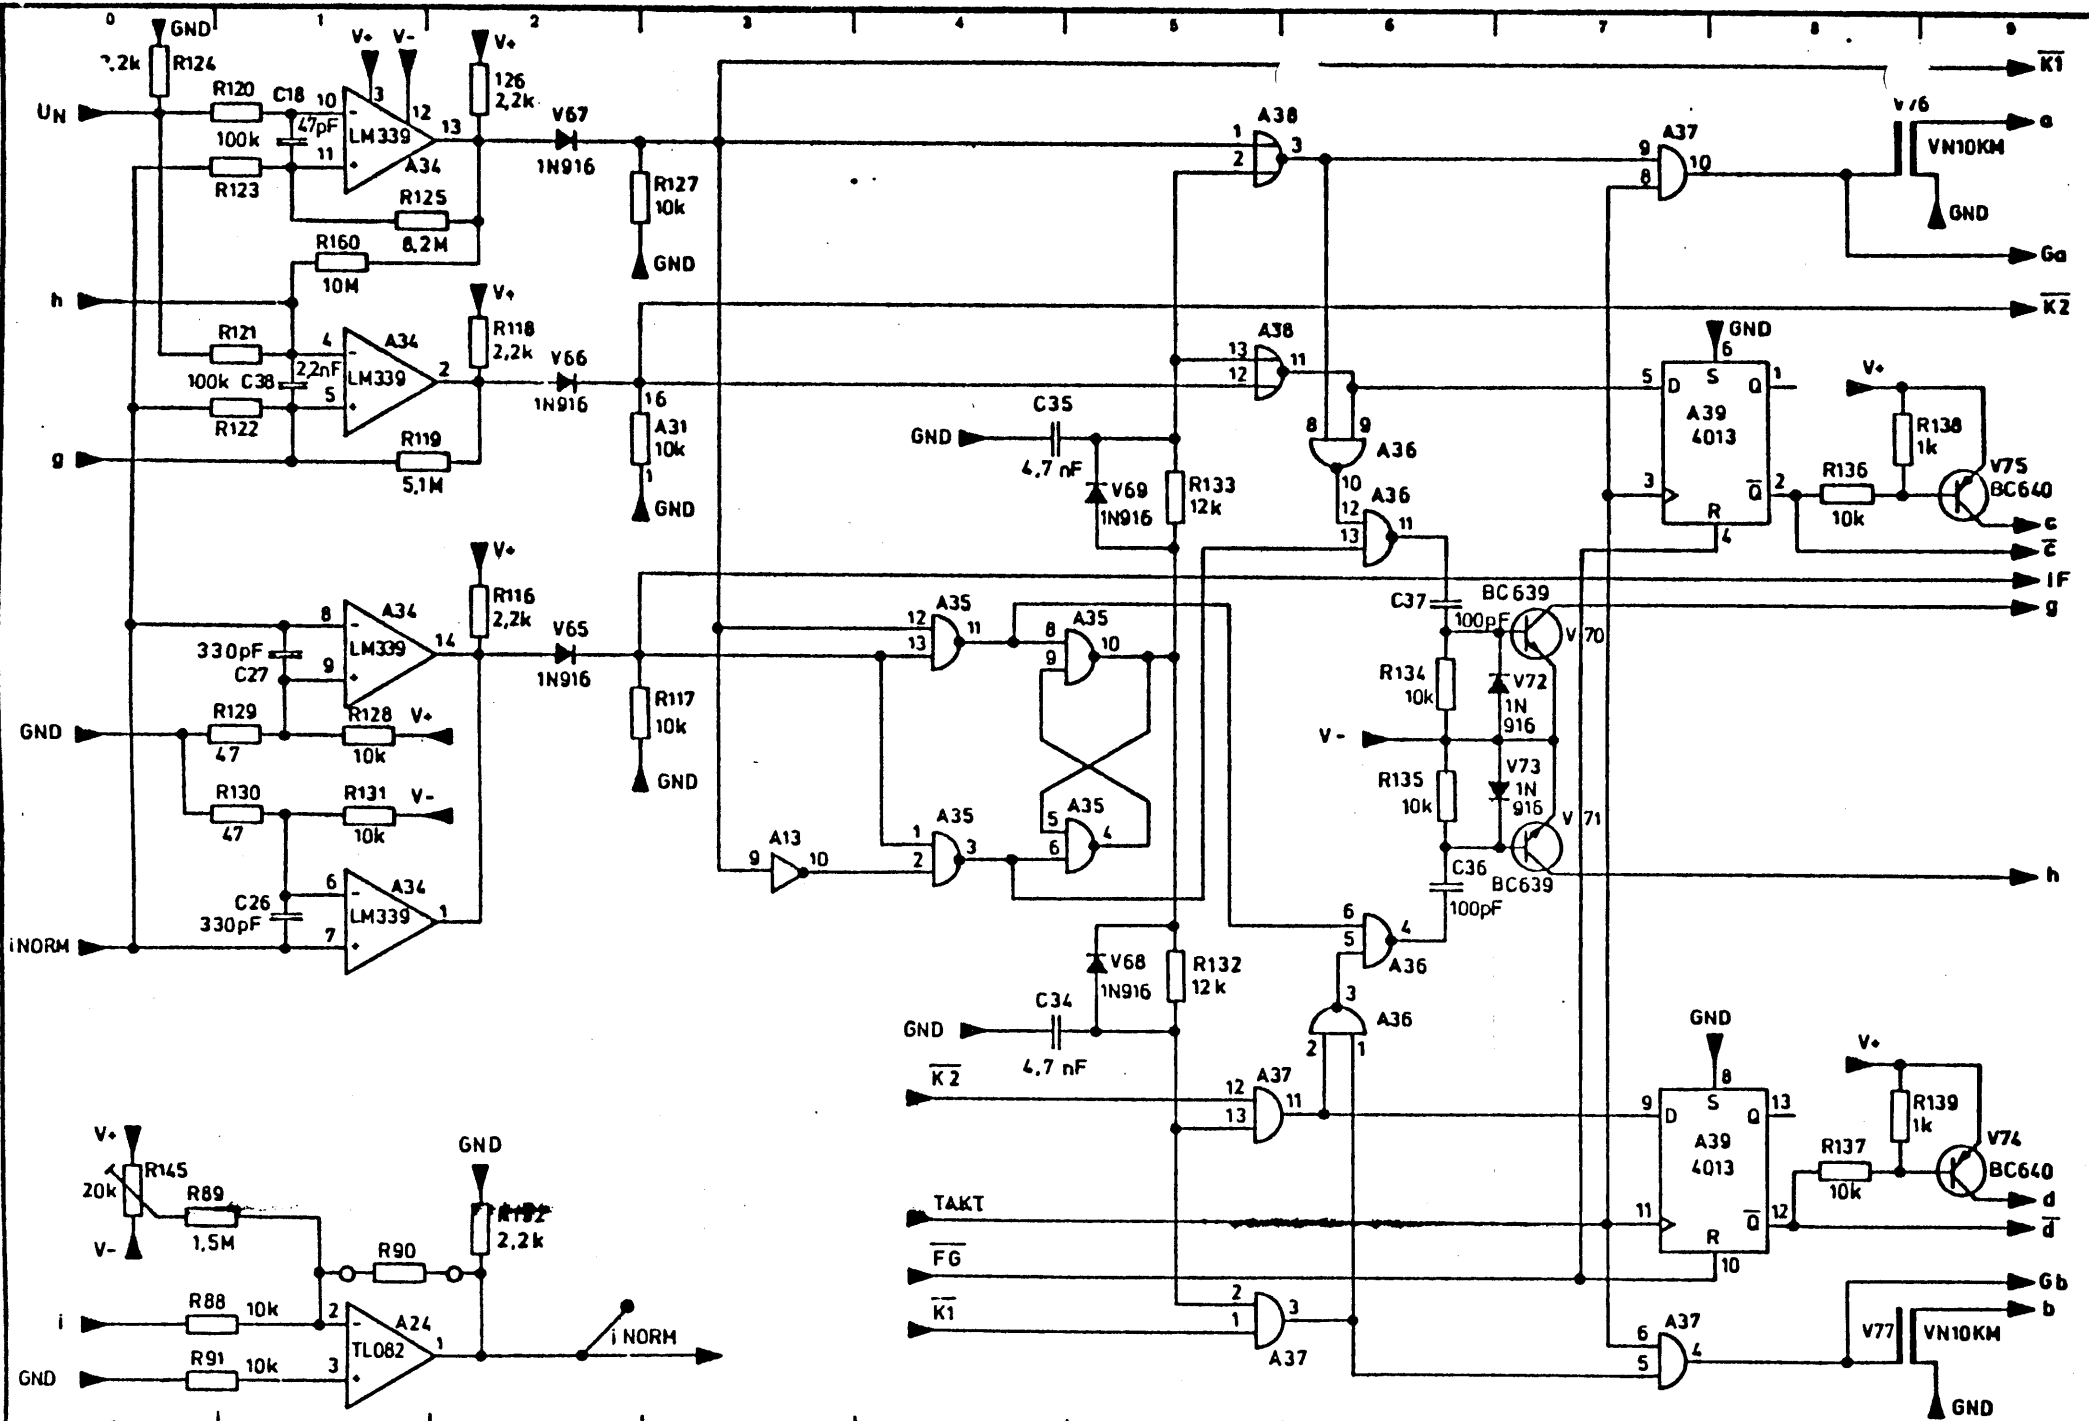 0 1 2 3 4 5 6 7 8 9
GND
R124
U N
R120
100k
C18
47pF
10
11
R123
V+
V-
3
12
13
LM339
A34
V+
126
2,2k
V67
1N916
R125
8,2M
R160
10M
R127
10k
GND
h
V+
R118
2,2k
R121
100k
C38
2,2nF
4
5
A34
LM339
2
R122
R119
5,1M
g
V66
1N916
16
A31
10k
1
GND
V+
R116
2,2k
8
9
A34
LM339
14
330pF
C27
V65
1N916
R117
10k
GND
GND
R129
47
R128
10k
V+
R130
47
R131
10k
V-
6
7
A34
LM339
1
C26
330pF
iNORM
V+
R145
20k
V-
R89
1,5M
R90
GND
2,2k
i
R88
10k
R91
10k
GND
2
3
A24
TL082
1
i NORM
A38
1
2
3
A38
13
12
11
GND
C35
4,7 nF
V69
1N916
R133
12k
8
9
A36
10
A36
12
13
11
A35
12
13
11
A35
8
9
10
A13
9
10
A35
1
2
3
A35
5
6
4
V68
1N916
R132
12k
GND
C34
4,7 nF
C37
100pF
BC639
V 70
R134
10k
V72
1N
916
V-
R135
10k
V73
1N
916
V 71
BC639
C36
100pF
6
5
4
A36
3
A36
2
1
K2
12
13
A37
11
TAKT
FG
K1
2
1
3
A37
A37
9
8
10
VN10KM
GND
K1
a
Ga
K2
GND
6
5
D
S
Q
1
A39
4013
3
Q
2
R
4
V+
R138
1k
R136
10k
V75
BC640
c
c
IF
g
h
GND
8
9
D
S
Q
13
A39
4013
11
Q
12
R
10
V+
R139
1k
R137
10k
V74
BC640
d
d
Gb
b
A37
6
5
4
V77
VN10KM
GND